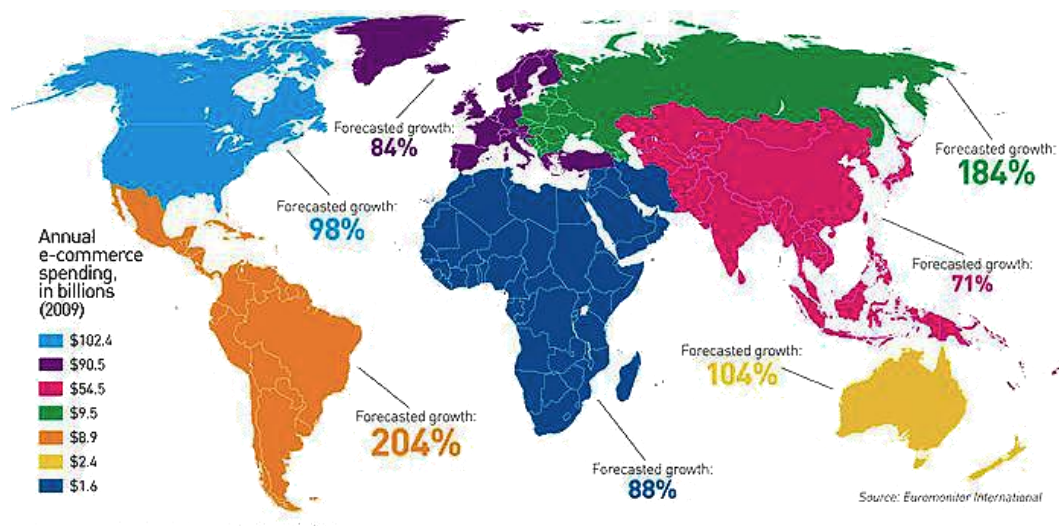 Forecasted growth:
84%
Forecasted growth:
184%
Forecasted growth:
98%
Annual
e-commerce
spending,
in billions
(2009)
$102.4
$90.5
$54.5
$9.5
$8.9
$2.4
$1.6
Forecasted growth:
71%
Forecasted growth:
104%
Forecasted growth:
204%
Forecasted growth:
88%
Source: Euromonitor International